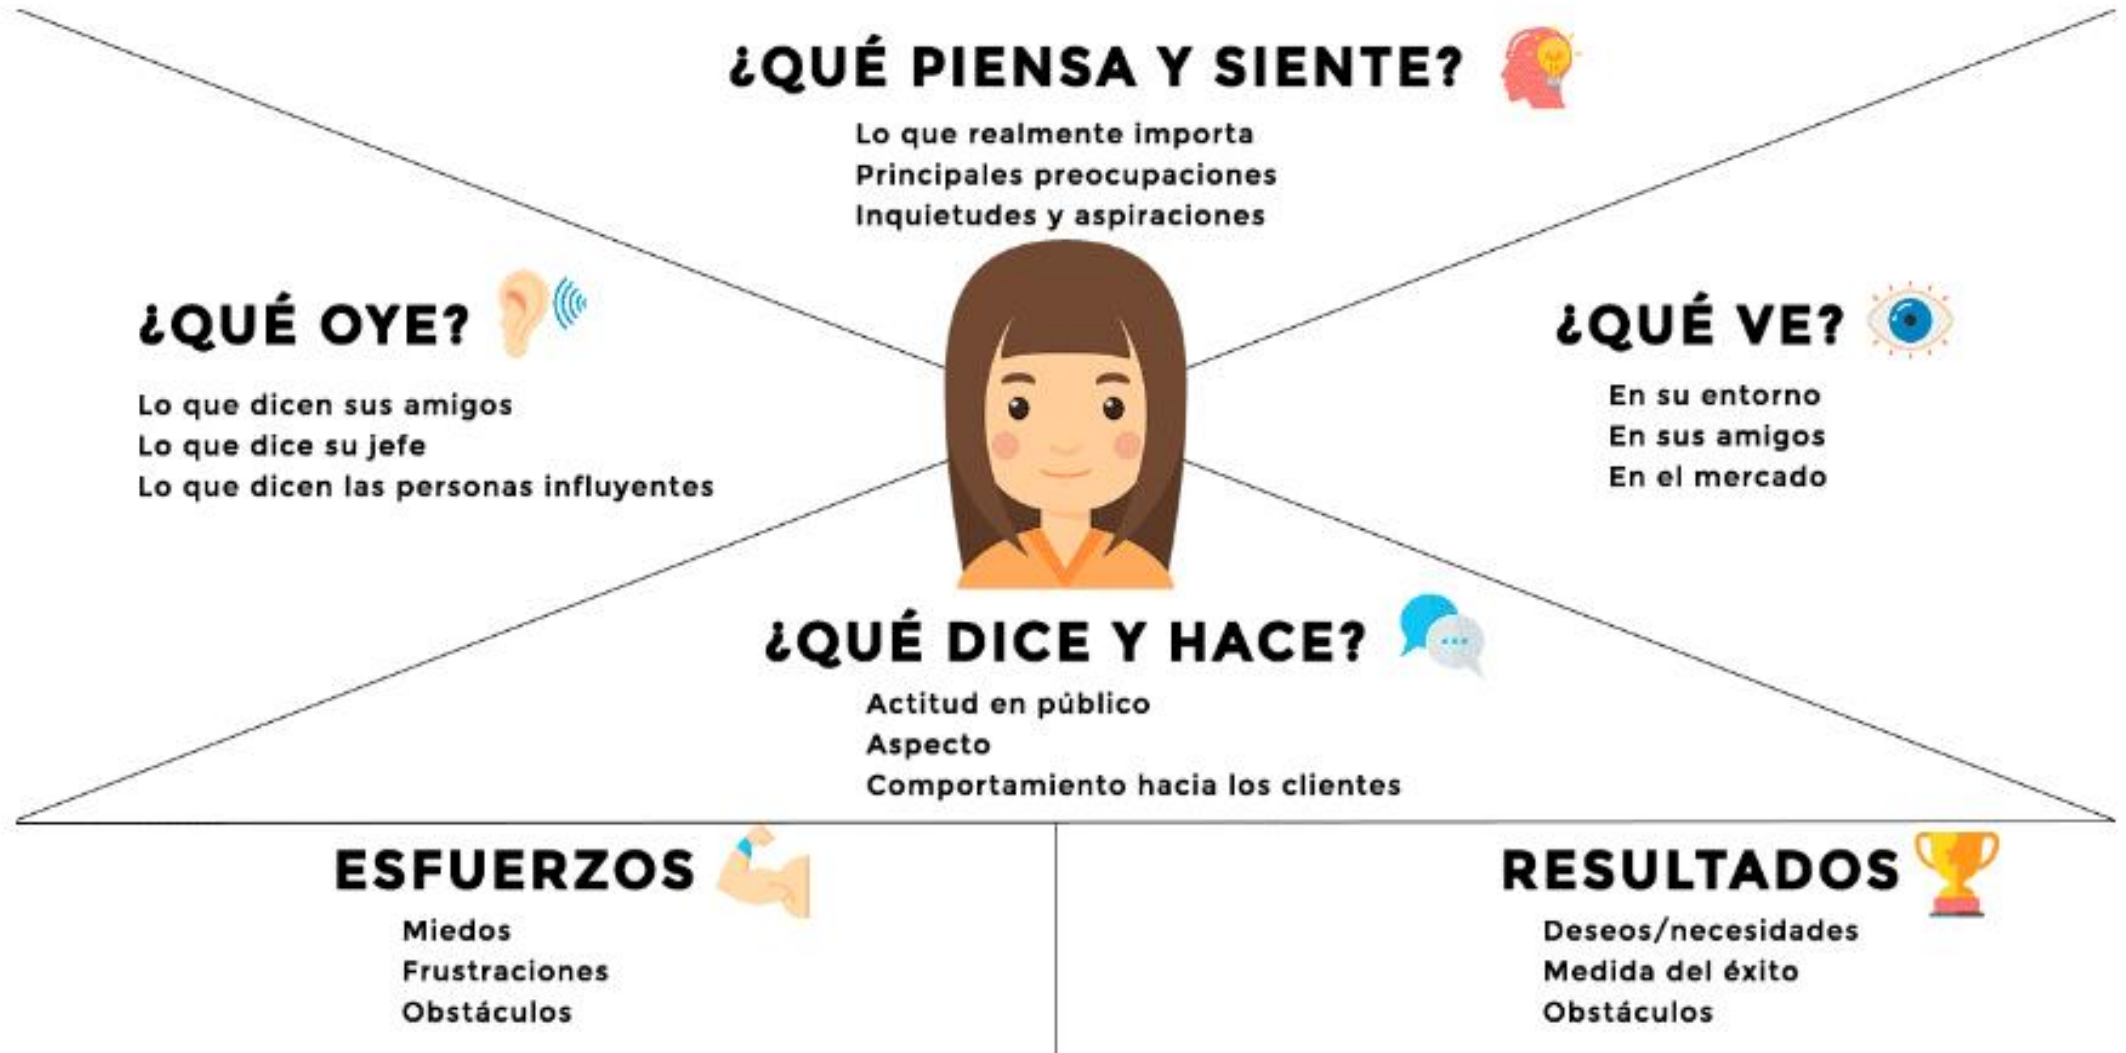 ¿QUÉ PIENSA Y SIENTE?
Lo que realmente importa
Principales preocupaciones
Inquietudes y aspiraciones
¿QUÉ OYE?
Lo que dicen sus amigos
Lo que dice su jefe
Lo que dicen las personas influyentes
¿QUÉ VE?
En su entorno
En sus amigos
En el mercado
¿QUÉ DICE Y HACE?
Actitud en público
Aspecto
Comportamiento hacia los clientes
ESFUERZOS
Miedos
Frustraciones
Obstáculos
RESULTADOS
Deseos/necesidades
Medida del éxito
Obstáculos